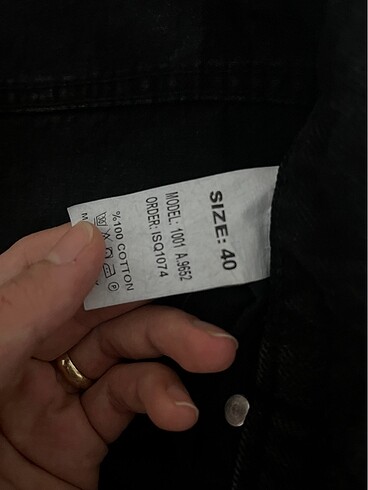 SIZE: 40
MODEL: 1001 A.9652
ORDER: ISQ1074
%100 COTTON
P